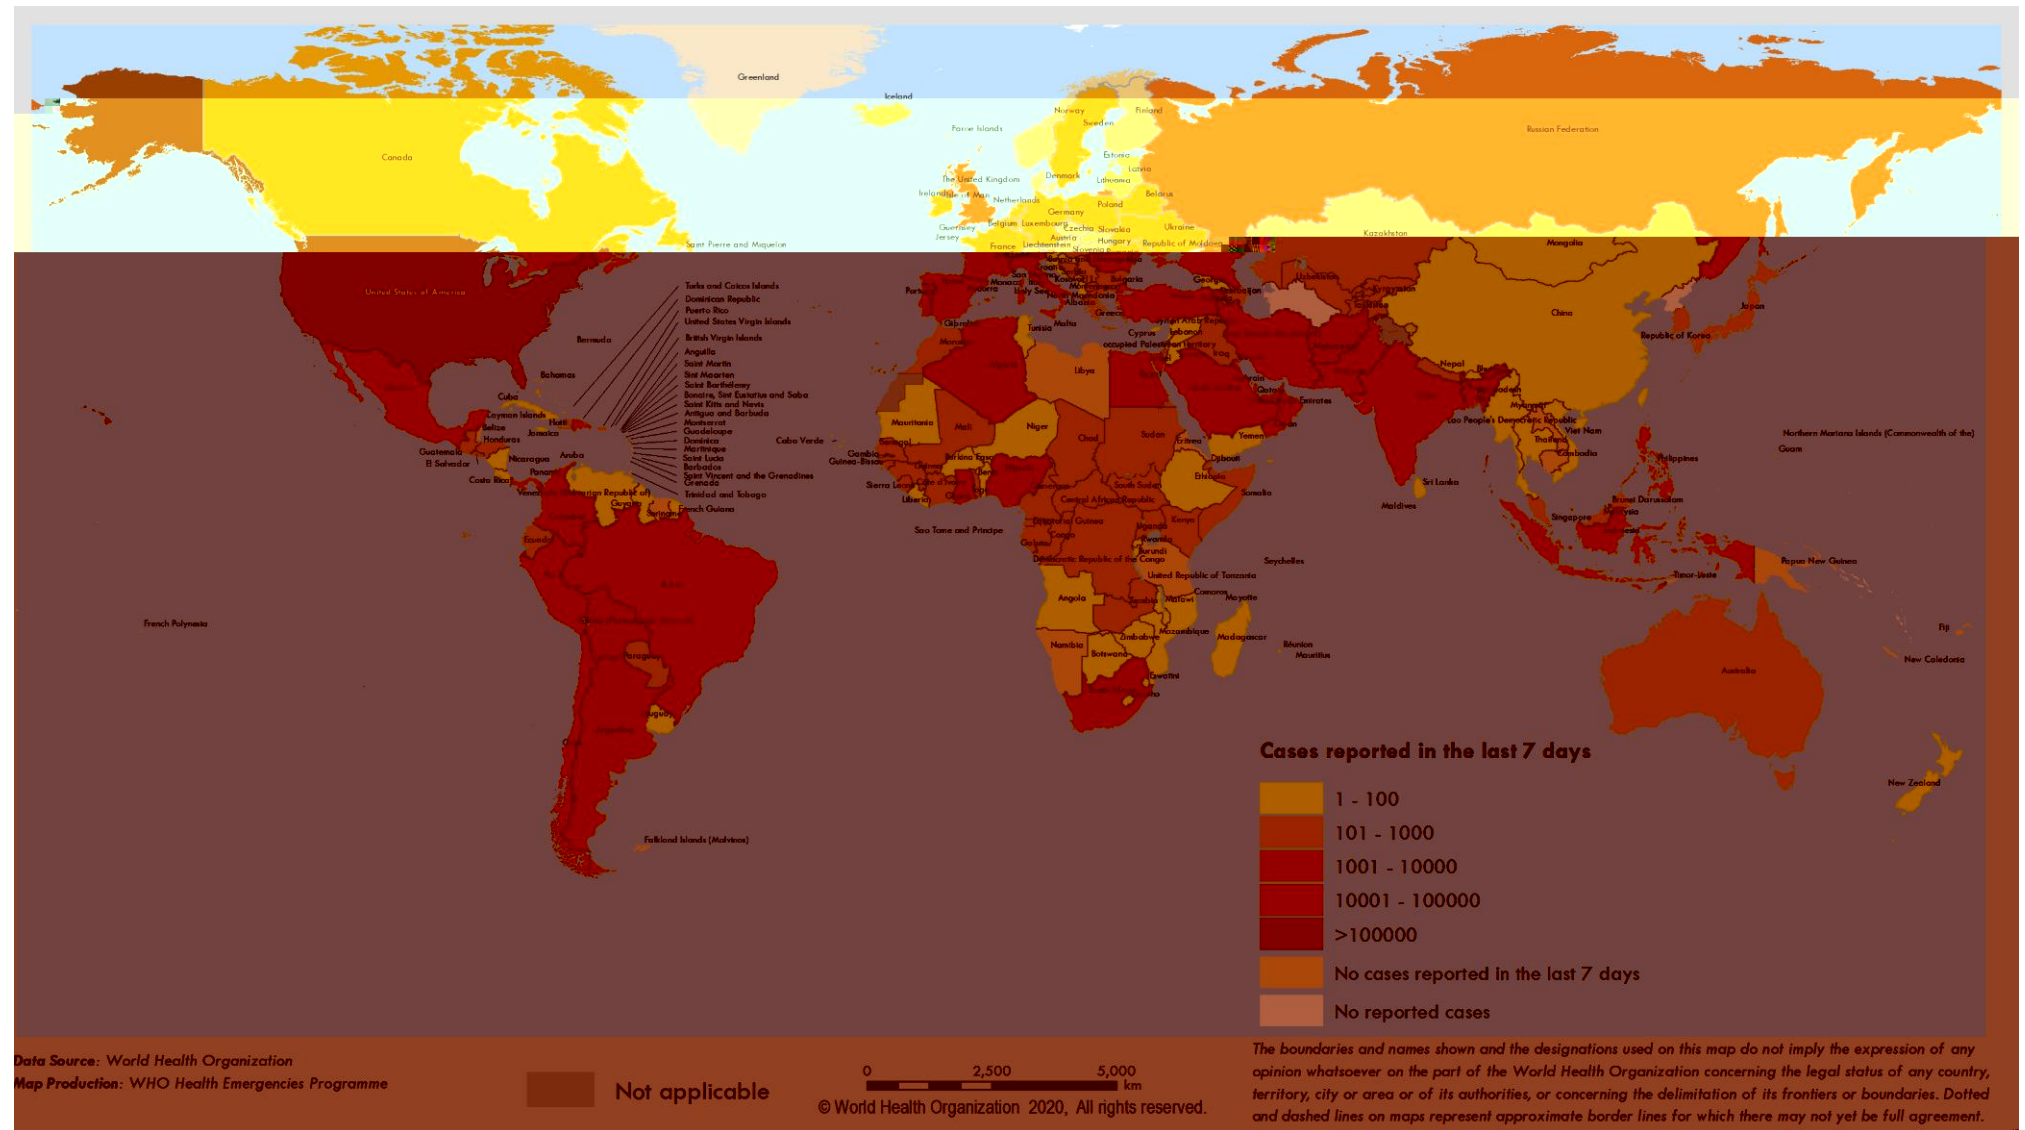 Greenland
Iceland
Norway
Finland
Faroe Islands
Sweden
Russian Federation
Canada
Estonia
Latvia
The United Kingdom
Denmark
Lithuania
Isle of Man
Netherlands
Belarus
Poland
Germany
Guernsey
Belgium
Luxembourg
Czechia
Slovakia
Ukraine
Jersey
Austria
Kazakhstan
Saint Pierre and Miquelon
France
Liechtenstein
Hungary
Republic of Moldova
Mongolia
United States of America
Turks and Caicos Islands
Dominican Republic
Puerto Rico
United States Virgin Islands
British Virgin Islands
Anguilla
Saint Martin
Sint Maarten
Saint Barthélemy
Bonaire, Sint Eustatius and Saba
Saint Kitts and Nevis
Antigua and Barbuda
Montserrat
Guadeloupe
Dominica
Martinique
Saint Lucia
Barbados
Saint Vincent and the Grenadines
Grenada
Trinidad and Tobago
Bermuda
Bahamas
Cuba
Cayman Islands
Haiti
Jamaica
Belize
Honduras
Guatemala
El Salvador
Nicaragua
Aruba
Costa Rica
French Guiana
Cabo Verde
Bulgaria
North Macedonia
Albania
Greece
Malta
Tunisia
Cyprus
Lebanon
occupied Palestinian territory
Uzbekistan
Kyrgyzstan
China
Japan
Republic of Korea
Nepal
Libya
Mauritania
Mali
Niger
Chad
Sudan
Eritrea
Yemen
Djibouti
Ethiopia
Somalia
Gambia
Guinea-Bissau
Sierra Leone
Liberia
Burkina Faso
South Sudan
Central African Republic
Equatorial Guinea
Sao Tome and Principe
Congo
Uganda
Kenya
Rwanda
Burundi
Democratic Republic of the Congo
United Republic of Tanzania
Seychelles
Angola
Malawi
Comoros
Mayotte
Mozambique
Madagascar
Zimbabwe
Namibia
Botswana
Réunion
Mauritius
Eswatini
Lao People's Democratic Republic
Viet Nam
Thailand
Cambodia
Philippines
Sri Lanka
Maldives
Brunei Darussalam
Singapore
Timor-Leste
Papua New Guinea
Northern Mariana Islands (Commonwealth of the)
Guam
Fiji
New Caledonia
Australia
New Zealand
French Polynesia
Paraguay
Falkland Islands (Malvinas)
Cases reported in the last 7 days
1 - 100
101 - 1000
1001 - 10000
10001 - 100000
>100000
No cases reported in the last 7 days
No reported cases
Data Source: World Health Organization
Map Production: WHO Health Emergencies Programme
Not applicable
0 2,500 5,000
km
© World Health Organization 2020, All rights reserved.
The boundaries and names shown and the designations used on this map do not imply the expression of any
opinion whatsoever on the part of the World Health Organization concerning the legal status of any country,
territory, city or area or of its authorities, or concerning the delimitation of its frontiers or boundaries. Dotted
and dashed lines on maps represent approximate border lines for which there may not yet be full agreement.